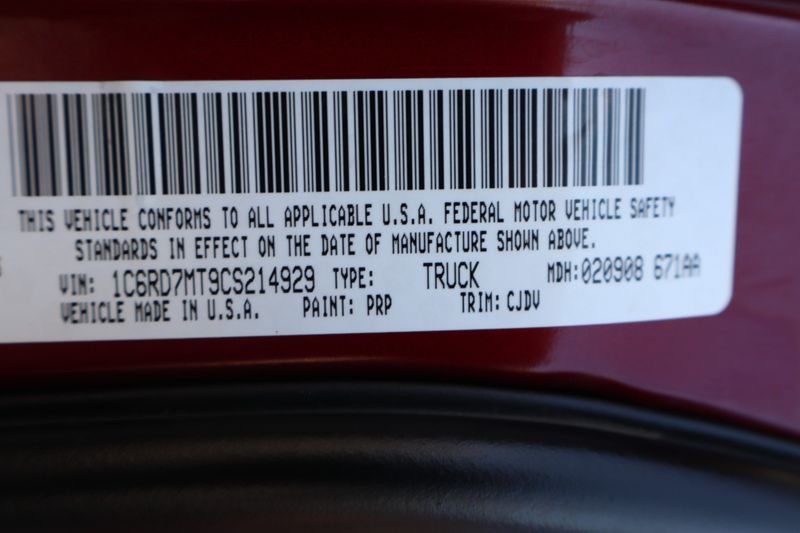 THIS VEHICLE CONFORMS TO ALL APPLICABLE U.S.A. FEDERAL MOTOR VEHICLE SAFETY
STANDARDS IN EFFECT ON THE DATE OF MANUFACTURE SHOWN ABOVE.
VIN: 1C6RD7MT9CS214929 TYPE: TRUCK MDH:020908 671AA
VEHICLE MADE IN U.S.A. PAINT: PRP TRIM: CJDV